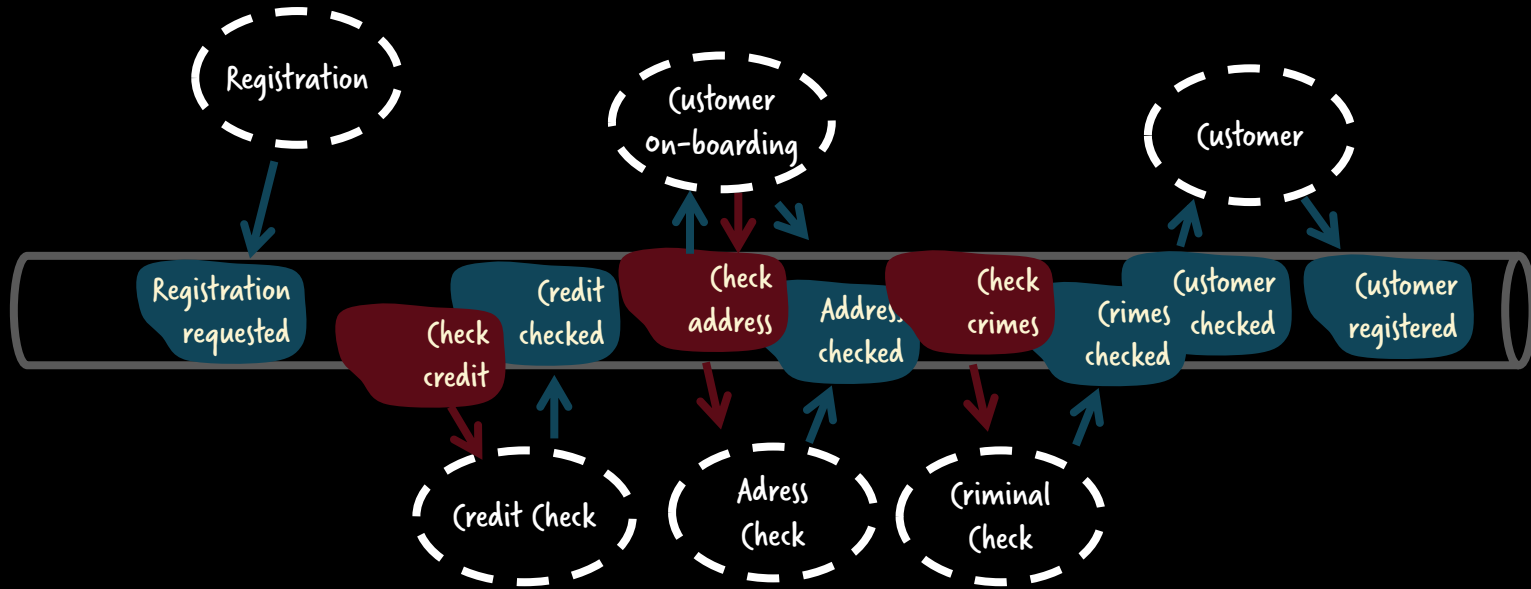 Registration
Customer
On-boarding
Customer
Registration
requested
Check
credit
Credit
checked
Check
address
Address
checked
Check
crimes
Crimes
checked
Customer
checked
Customer
registered
Credit Check
Adress
Check
Criminal
Check